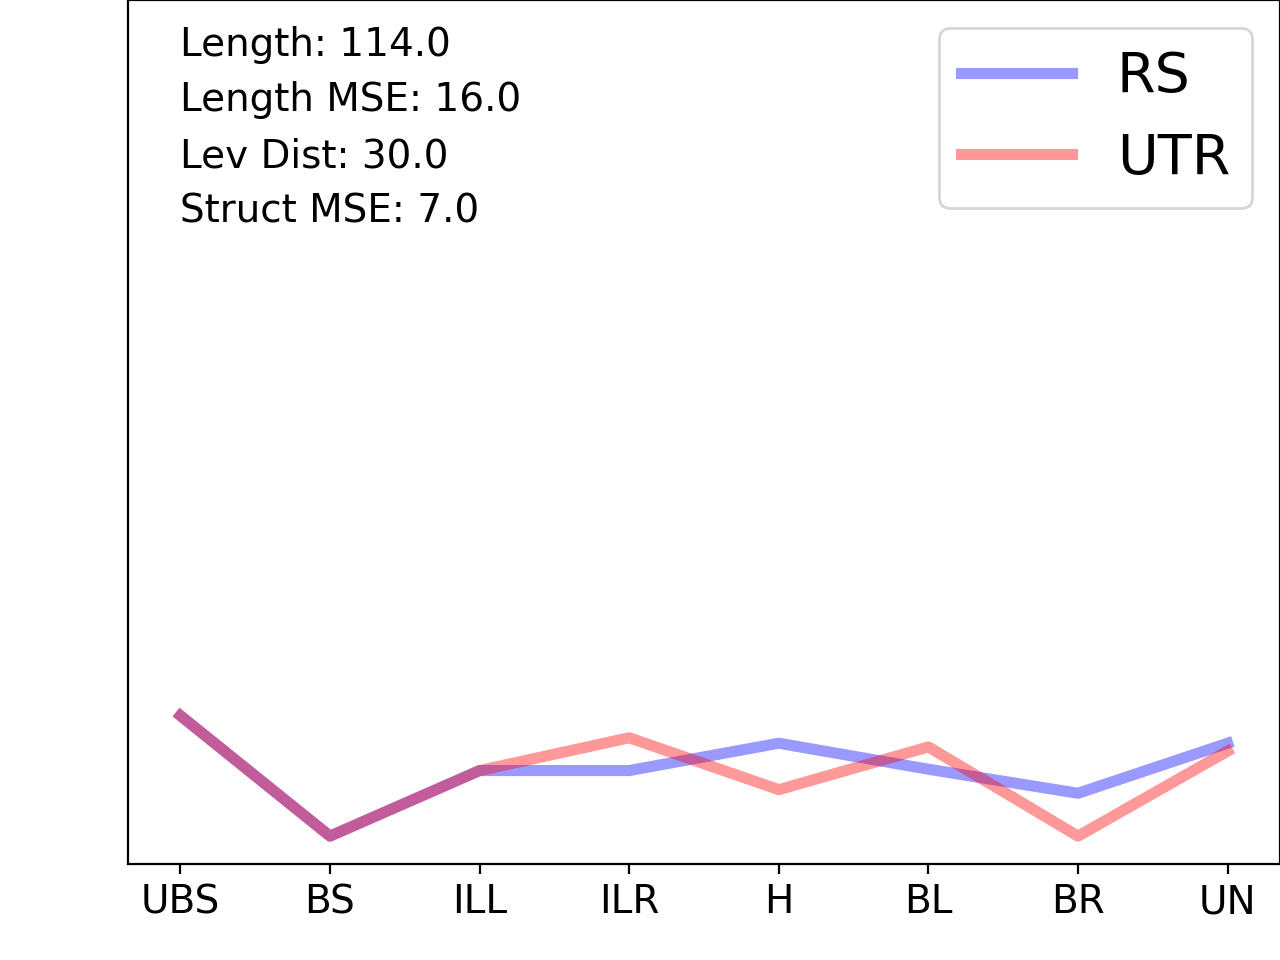 Length: 114.0
Length MSE: 16.0
Lev Dist: 30.0
Struct MSE: 7.0
RS
UTR
UBS BS ILL ILR H BL BR UN